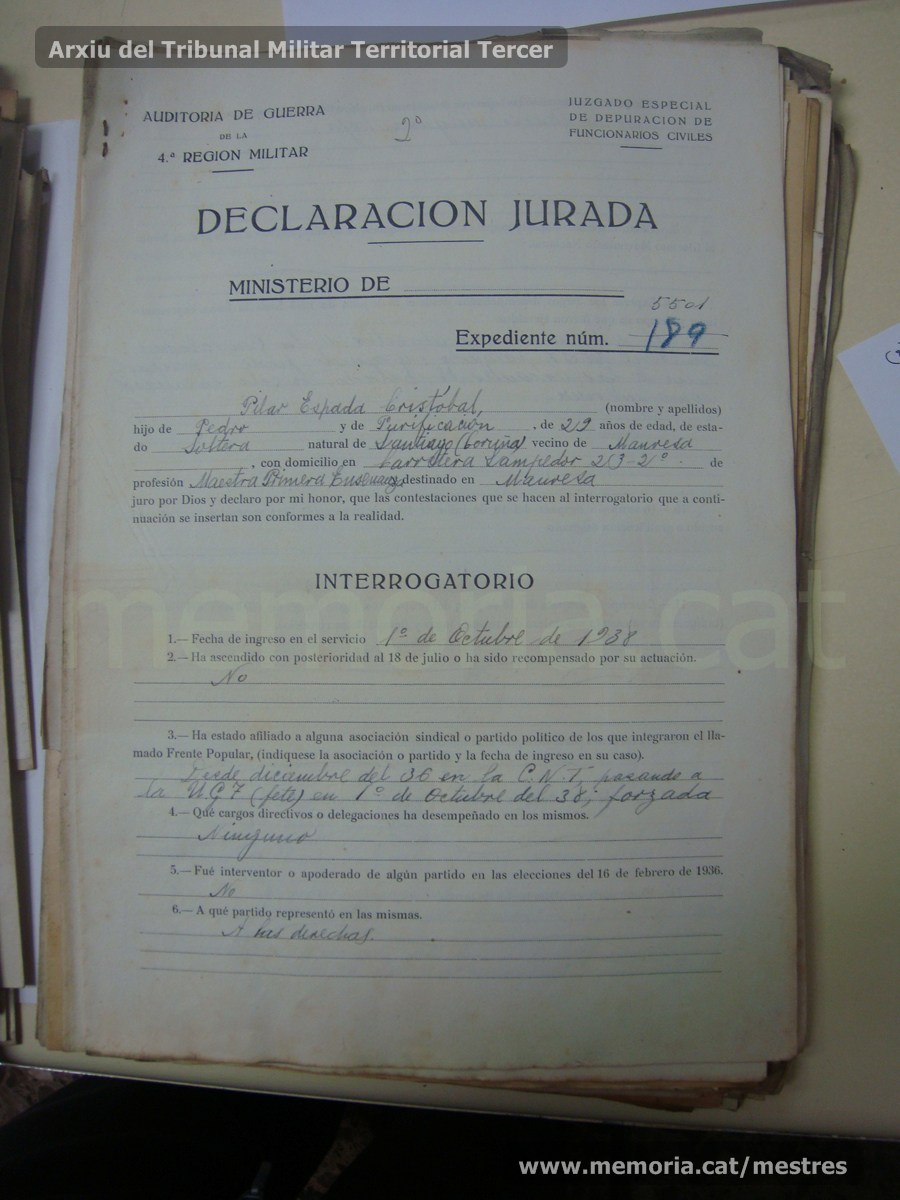 Arxiu del Tribunal Militar Territorial Tercer
AUDITORIA DE GUERRA
DE LA
4.ª REGION MILITAR
2º
JUZGADO ESPECIAL
DE DEPURACION DE
FUNCIONARIOS CIVILES
DECLARACION JURADA
MINISTERIO DE
5501
Expediente núm. 189
Pilar Espada Cristóbal, (nombre y apellidos)
hijo de Pedro y de Purificación, de 29 años de edad, de esta-
do Soltera natural de Santiago (Coruña) vecino de Manresa
, con domicilio en Carretera Sampedor 213-2º de
profesión Maestra Primera Enseñanza destinado en Manresa
juro por Dios y declaro por mi honor, que las contestaciones que se hacen al interrogatorio que a conti-
nuación se insertan son conformes a la realidad.
INTERROGATORIO
1.— Fecha de ingreso en el servicio 1º de Octubre de 1938
2.— Ha ascendido con posterioridad al 18 de julio o ha sido recompensado por su actuación.
No
3.— Ha estado afiliado a alguna asociación sindical o partido político de los que integraron el lla-
mado Frente Popular, (indíquese la asociación o partido y la fecha de ingreso en su caso).
Desde diciembre del 36 en la C.N.T. pasando a
la UGT (fete) en 1º de Octubre del 38; forzada
4.— Qué cargos directivos o delegaciones ha desempeñado en los mismos.
Ninguno
5.— Fué interventor o apoderado de algún partido en las elecciones del 16 de febrero de 1936.
No
6.— A qué partido representó en las mismas.
A las derechas.
memoria.cat
www.memoria.cat/mestres